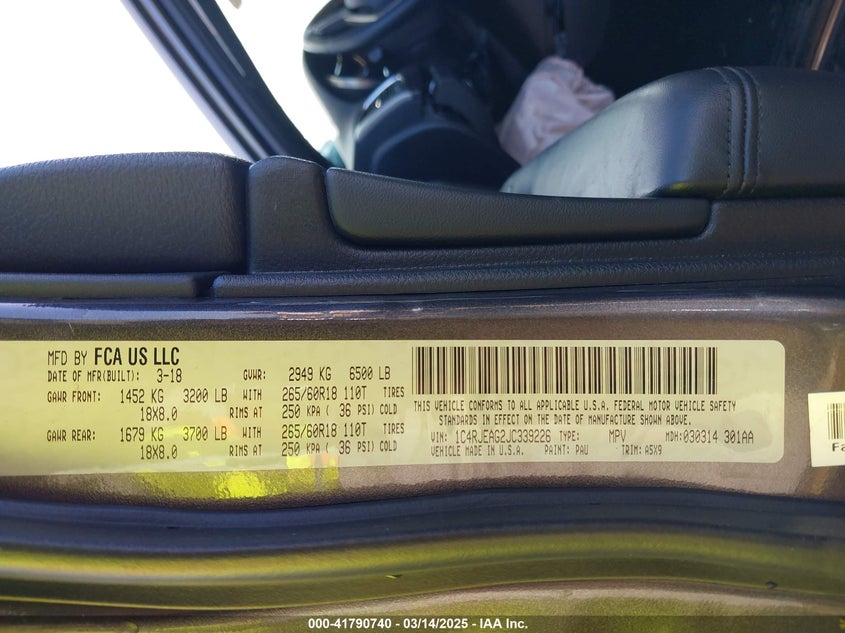 MFD BY FCA US LLC
DATE OF MFR(BUILT): 3-18 GVWR: 2949 KG 6500 LB
GAWR FRONT: 1452 KG 3200 LB WITH 265/60R18 110T TIRES
18X8.0 RIMS AT 250 KPA ( 36 PSI) COLD
GAWR REAR: 1679 KG 3700 LB WITH 265/60R18 110T TIRES
18X8.0 RIMS AT 250 KPA ( 36 PSI) COLD
THIS VEHICLE CONFORMS TO ALL APPLICABLE U.S.A. FEDERAL MOTOR VEHICLE SAFETY
STANDARDS IN EFFECT ON THE DATE OF MANUFACTURE SHOWN ABOVE.
VIN: 1C4RJEAG2JC339226 TYPE: MPV MDH: 030314 301AA
VEHICLE MADE IN U.S.A. PAINT: PAU TRIM: A5X9
000-41790740 - 03/14/2025 - IAA Inc.